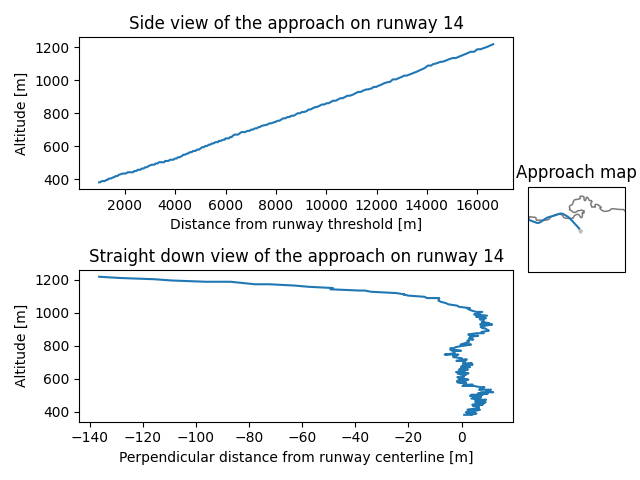 Side view of the approach on runway 14
1200
1000
800
600
400
Altitude [m]
2000 4000 6000 8000 10000 12000 14000 16000
Distance from runway threshold [m]
Approach map
Straight down view of the approach on runway 14
1200
1000
800
600
400
Altitude [m]
−140 −120 −100 −80 −60 −40 −20 0
Perpendicular distance from runway centerline [m]